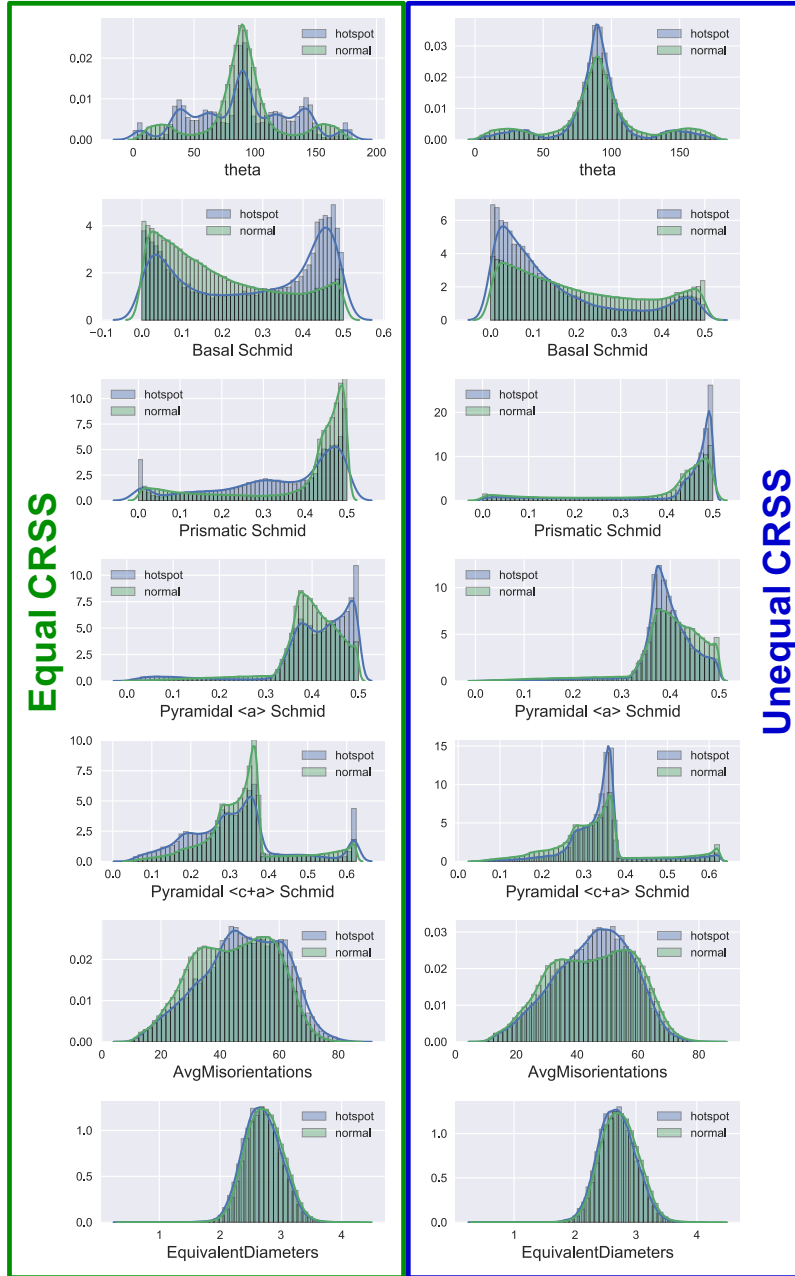 Equal CRSS
0.02
0.01
0.00
hotspot
normal
0 50 100 150 200
theta
4
2
0
hotspot
normal
−0.1 0.0 0.1 0.2 0.3 0.4 0.5 0.6
Basal Schmid
10.0
7.5
5.0
2.5
0.0
hotspot
normal
0.0 0.1 0.2 0.3 0.4 0.5
Prismatic Schmid
10.0
7.5
5.0
2.5
0.0
hotspot
normal
0.0 0.1 0.2 0.3 0.4 0.5
Pyramidal <a> Schmid
10.0
7.5
5.0
2.5
0.0
hotspot
normal
0.0 0.1 0.2 0.3 0.4 0.5 0.6
Pyramidal <c+a> Schmid
0.02
0.01
0.00
hotspot
normal
0 20 40 60 80
AvgMisorientations
1.0
0.5
0.0
hotspot
normal
1 2 3 4
EquivalentDiameters
Unequal CRSS
0.03
0.02
0.01
0.00
hotspot
normal
0 50 100 150
theta
6
4
2
0
hotspot
normal
0.0 0.1 0.2 0.3 0.4 0.5
Basal Schmid
20
10
0
hotspot
normal
0.0 0.1 0.2 0.3 0.4 0.5
Prismatic Schmid
10
5
0
hotspot
normal
0.0 0.1 0.2 0.3 0.4 0.5
Pyramidal <a> Schmid
15
10
5
0
hotspot
normal
0.0 0.1 0.2 0.3 0.4 0.5 0.6
Pyramidal <c+a> Schmid
0.03
0.02
0.01
0.00
hotspot
normal
0 20 40 60 80
AvgMisorientations
1.0
0.5
0.0
hotspot
normal
1 2 3 4
EquivalentDiameters